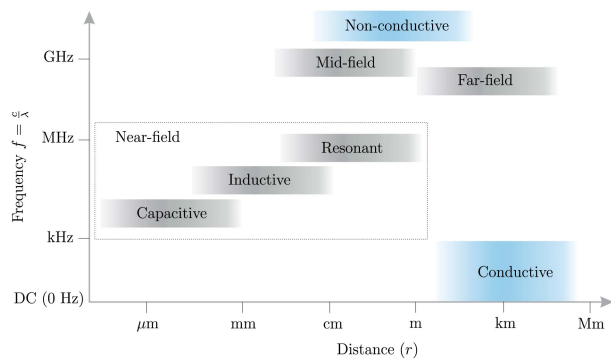 Non-conductive
GHz
Mid-field
Far-field
Frequency f = c/λ
MHz
Near-field
Resonant
Inductive
Capacitive
kHz
Conductive
DC (0 Hz)
μm mm cm m km Mm
Distance (r)